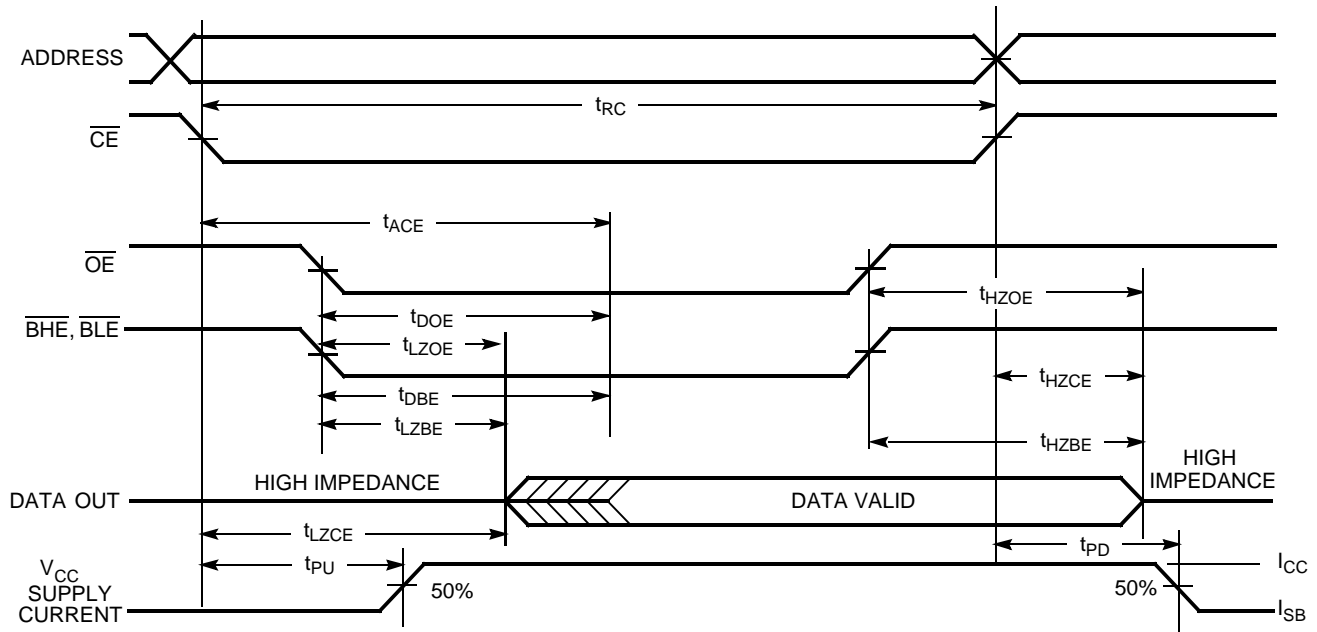 ADDRESS
tRC
CE
tACE
OE
tHZOE
tDOE
BHE, BLE
tLZOE
tHZCE
tDBE
tLZBE
tHZBE
HIGH IMPEDANCE
HIGH
IMPEDANCE
DATA OUT
DATA VALID
tLZCE
tPD
tPU
VCC
SUPPLY
CURRENT
50%
50%
ICC
ISB